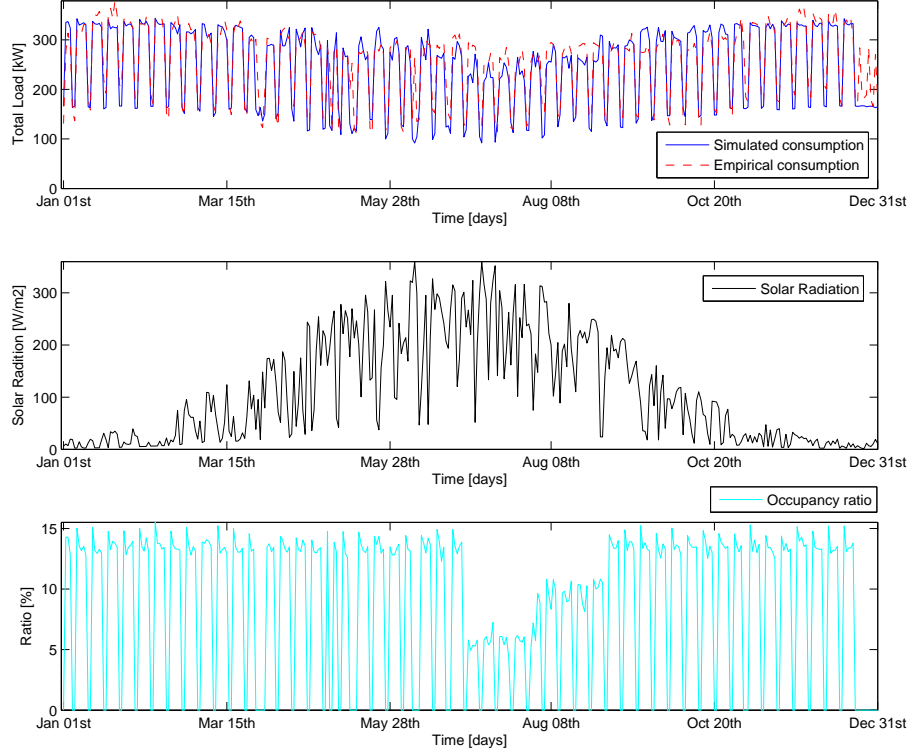 300
200
100
0
Total Load [kW]
Simulated consumption
Empirical consumption
Jan 01st Mar 15th May 28th Aug 08th Oct 20th Dec 31st
Time [days]
300
200
100
0
Solar Radition [W/m2]
Solar Radiation
Jan 01st Mar 15th May 28th Aug 08th Oct 20th Dec 31st
Time [days]
Occupancy ratio
15
10
5
0
Ratio [%]
Jan 01st Mar 15th May 28th Aug 08th Oct 20th Dec 31st
Time [days]